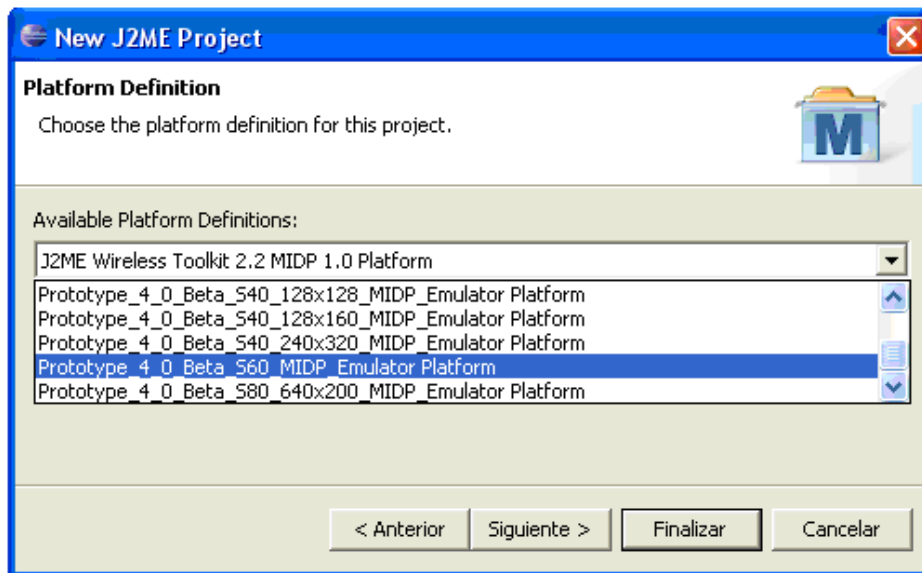 New J2ME Project
Platform Definition
Choose the platform definition for this project.
M
Available Platform Definitions:
J2ME Wireless Toolkit 2.2 MIDP 1.0 Platform
Prototype_4_0_Beta_S40_128x128_MIDP_Emulator Platform
Prototype_4_0_Beta_S40_128x160_MIDP_Emulator Platform
Prototype_4_0_Beta_S40_240x320_MIDP_Emulator Platform
Prototype_4_0_Beta_S60_MIDP_Emulator Platform
Prototype_4_0_Beta_S80_640x200_MIDP_Emulator Platform
< Anterior Siguiente > Finalizar Cancelar